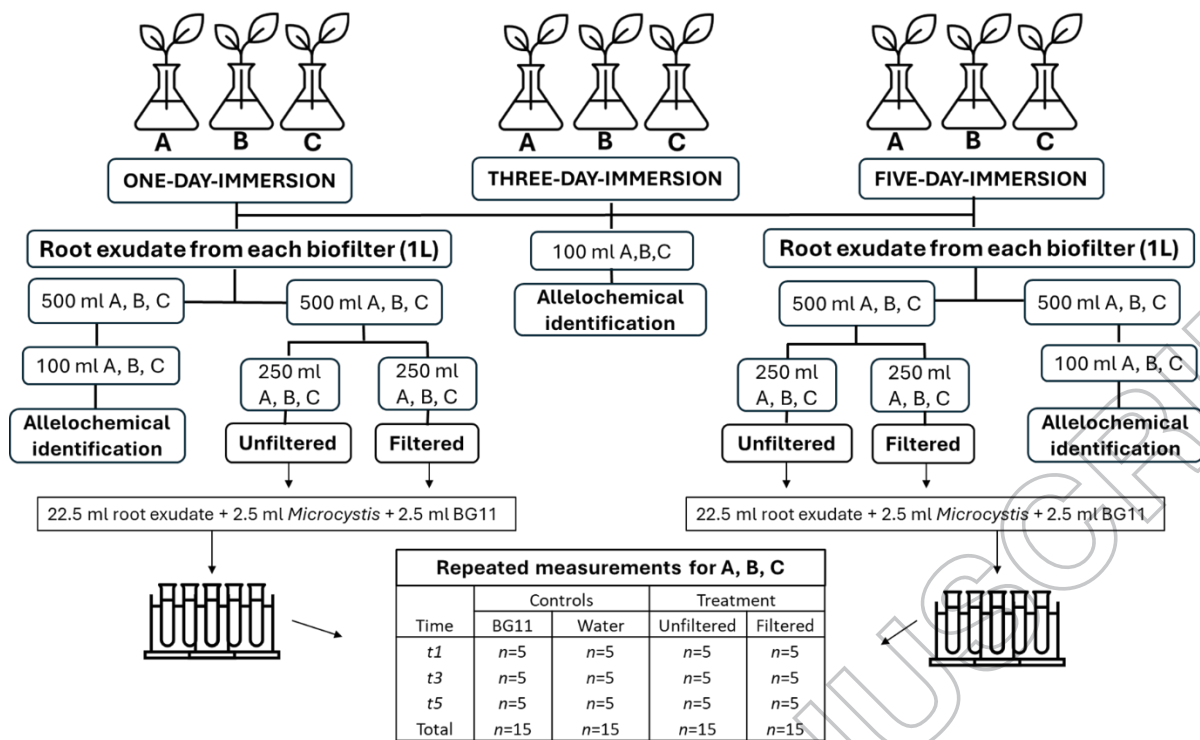 A B C
A B C
A B C
ONE-DAY-IMMERSION
THREE-DAY-IMMERSION
FIVE-DAY-IMMERSION
Root exudate from each biofilter (1L)
500 ml A, B, C
500 ml A, B, C
100 ml A, B, C
Allelochemical
identification
250 ml
A, B, C
Unfiltered
250 ml
A, B, C
Filtered
22.5 ml root exudate + 2.5 ml Microcystis + 2.5 ml BG11
100 ml A,B,C
Allelochemical
identification
Root exudate from each biofilter (1L)
500 ml A, B, C
500 ml A, B, C
250 ml
A, B, C
Unfiltered
250 ml
A, B, C
Filtered
100 ml A, B, C
Allelochemical
identification
22.5 ml root exudate + 2.5 ml Microcystis + 2.5 ml BG11
Repeated measurements for A, B, C
Controls Treatment
Time BG11 Water Unfiltered Filtered
t1 n=5 n=5 n=5 n=5
t3 n=5 n=5 n=5 n=5
t5 n=5 n=5 n=5 n=5
Total n=15 n=15 n=15 n=15